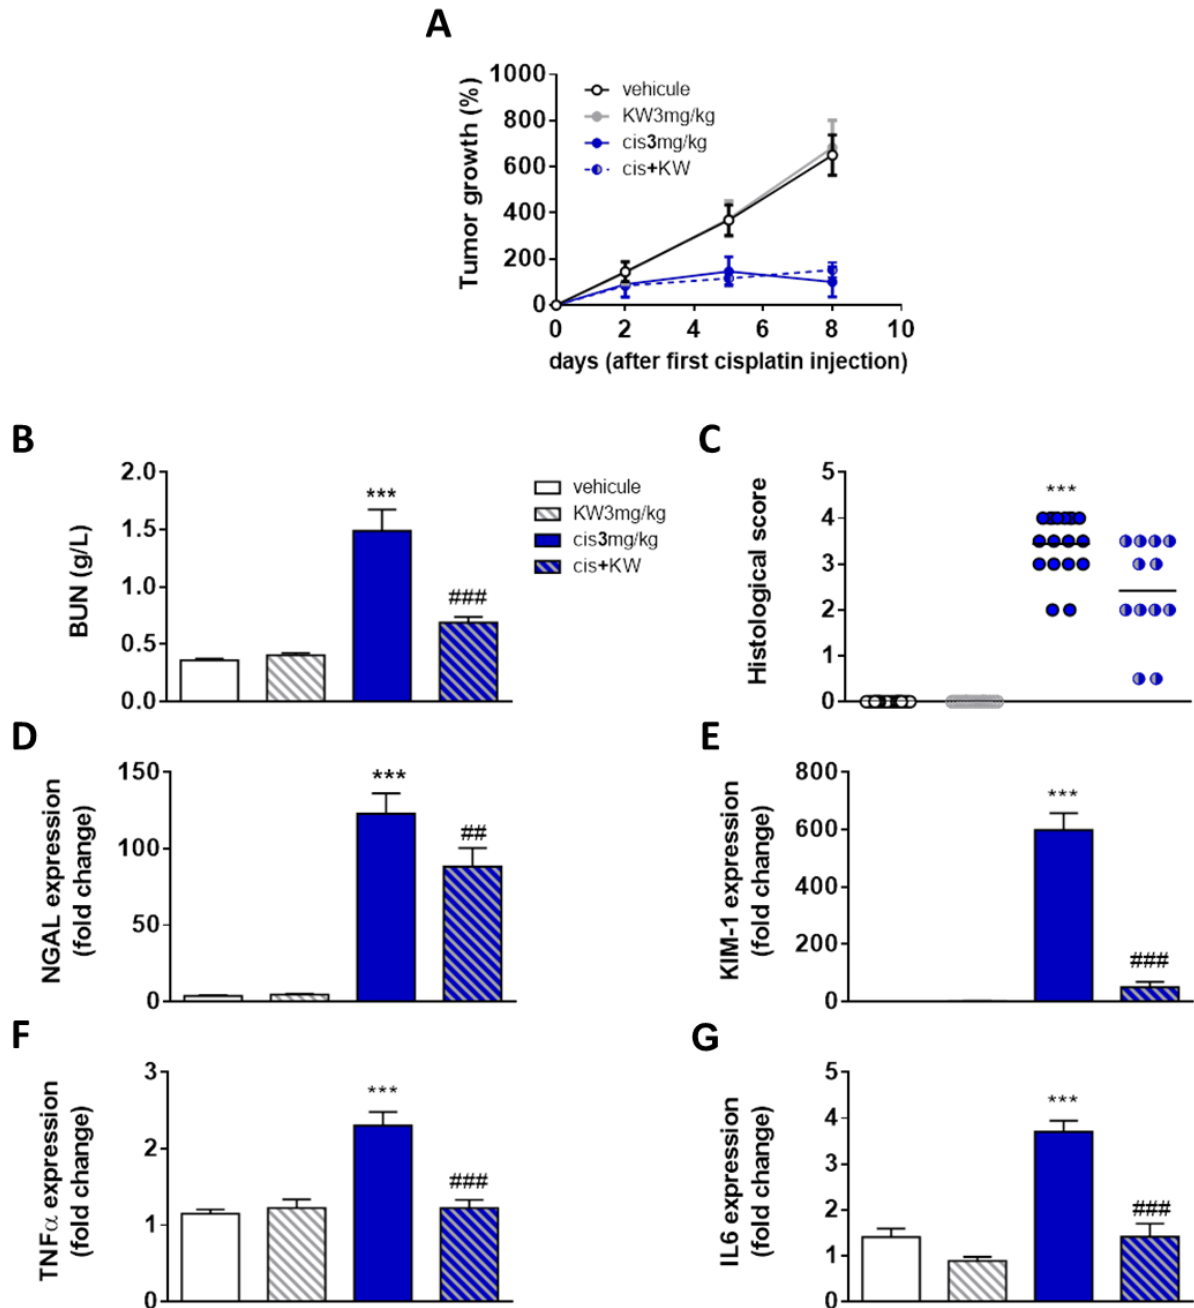 A
Tumor growth (%)
1000
800
600
400
200
0
vehicule
KW3mg/kg
cis3mg/kg
cis+KW
0 2 4 6 8 10
days (after first cisplatin injection)
B
BUN (g/L)
2.0
1.5
1.0
0.5
0.0
***
###
vehicule
KW3mg/kg
cis3mg/kg
cis+KW
C
Histological score
5
4
3
2
1
0
***
D
NGAL expression
(fold change)
150
100
50
0
***
##
E
KIM-1 expression
(fold change)
800
600
400
200
0
***
###
F
TNFα expression
(fold change)
3
2
1
0
***
###
G
IL6 expression
(fold change)
5
4
3
2
1
0
***
###